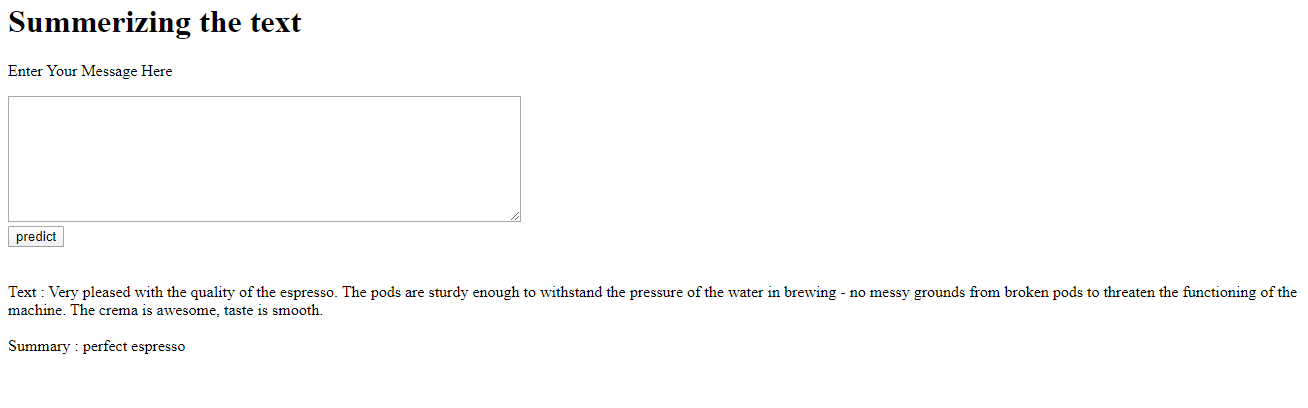 Summerizing the text
Enter Your Message Here
predict
Text : Very pleased with the quality of the espresso. The pods are sturdy enough to withstand the pressure of the water in brewing - no messy grounds from broken pods to threaten the functioning of the
machine. The crema is awesome, taste is smooth.
Summary : perfect espresso